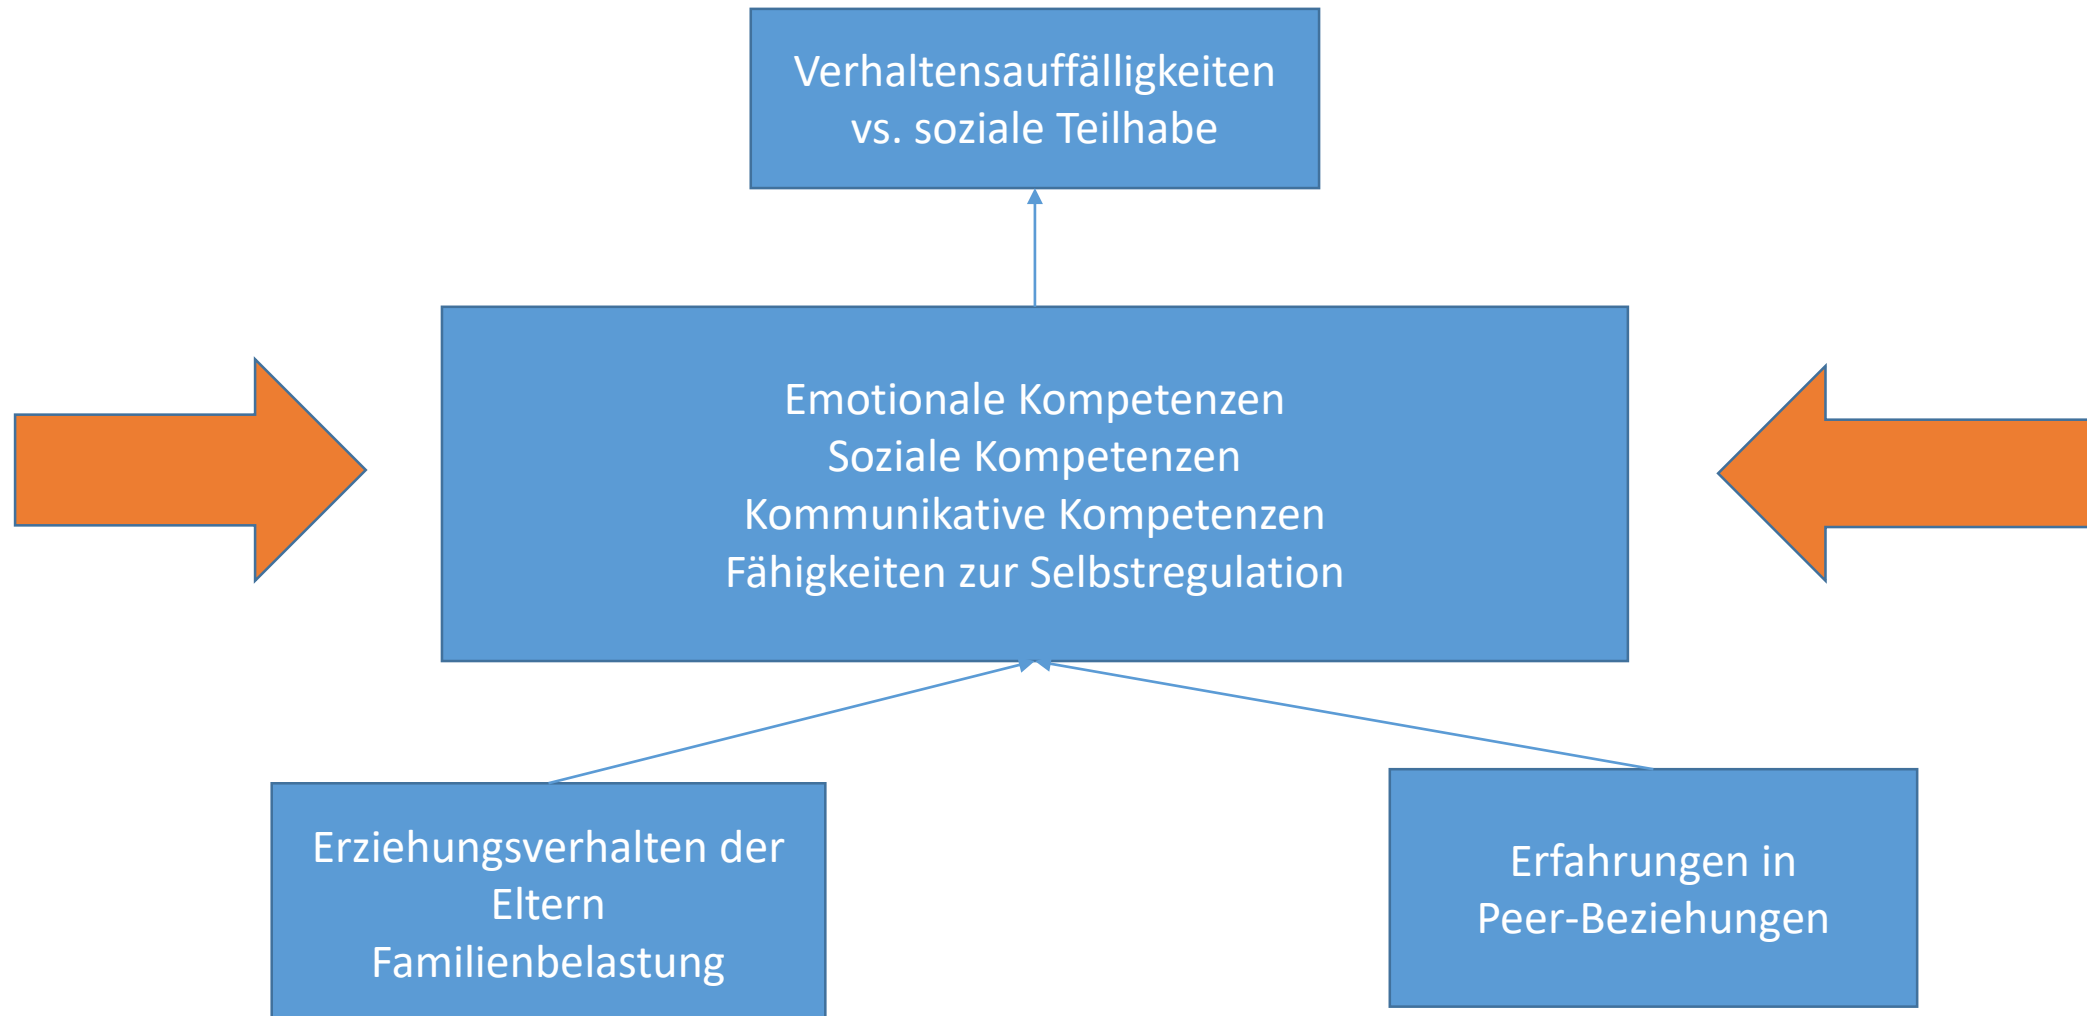 Verhaltensauffälligkeiten
vs. soziale Teilhabe
Emotionale Kompetenzen
Soziale Kompetenzen
Kommunikative Kompetenzen
Fähigkeiten zur Selbstregulation
Erziehungsverhalten der
Eltern
Familienbelastung
Erfahrungen in
Peer-Beziehungen